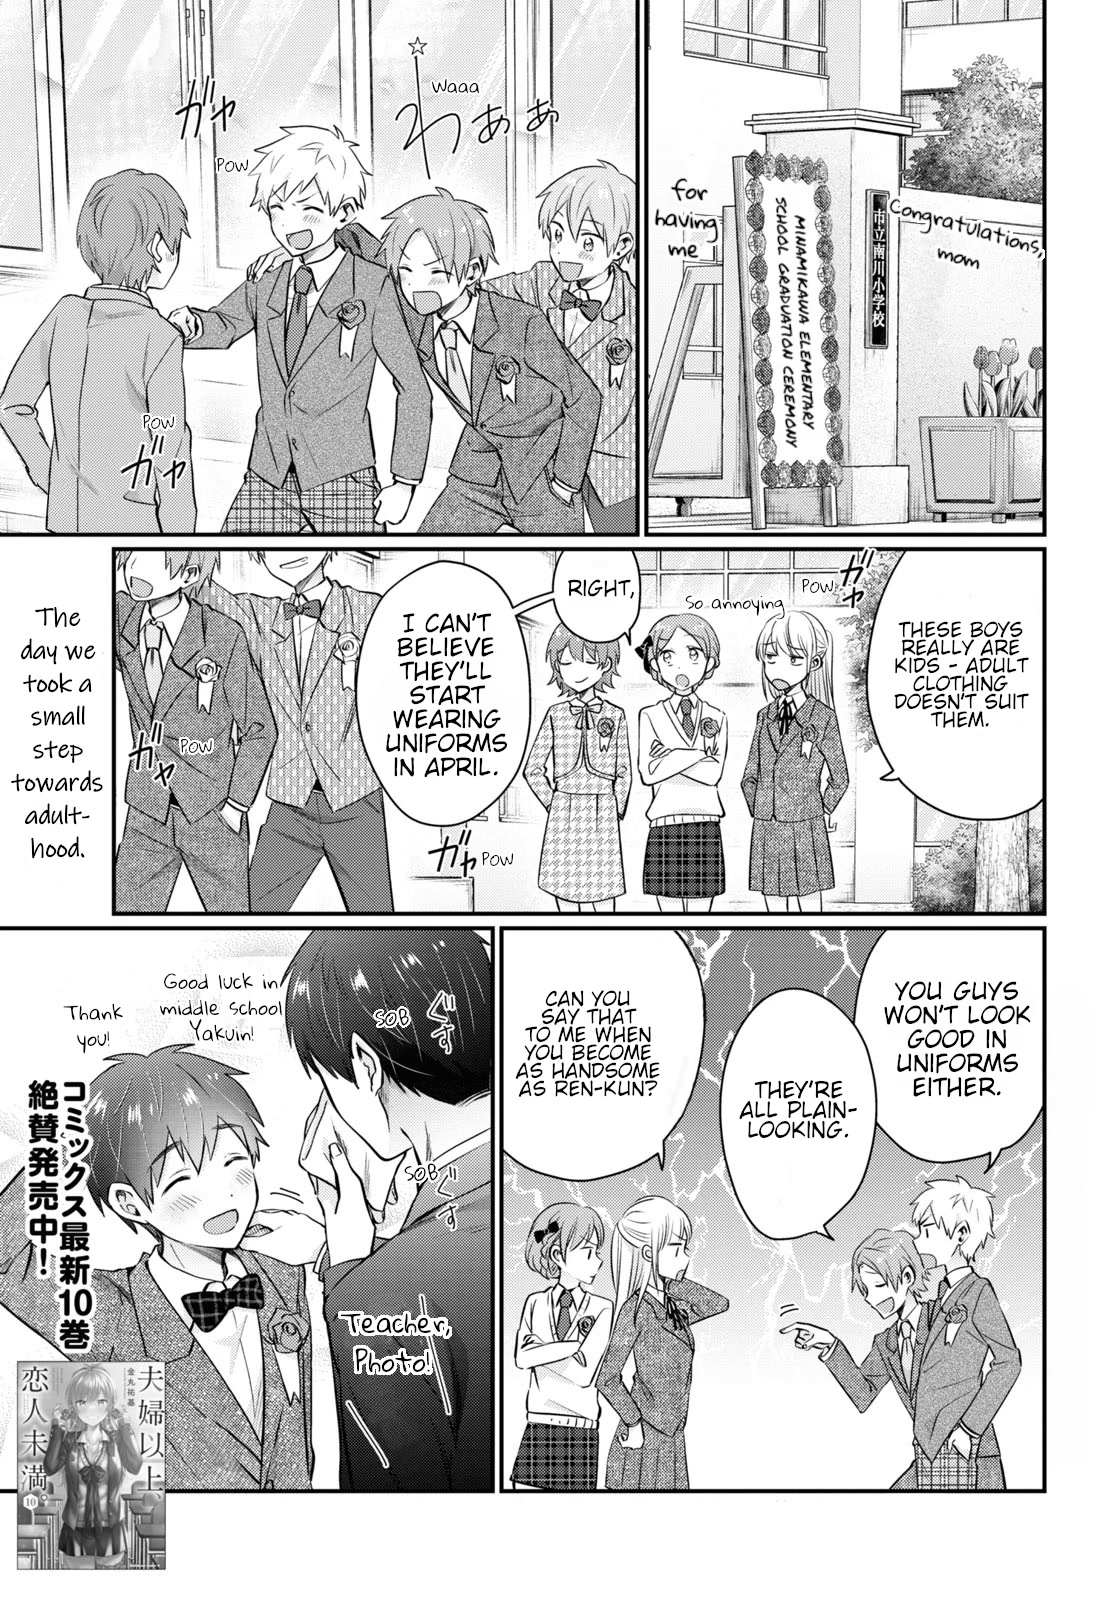 Congratulations,
mom
市立南川小学校
MINAMIKAWA ELEMENTARY
SCHOOL GRADUATION CEREMONY
for
having
me
☆
わぁぁ
Waaa
ガヤ
Pow
Pow
ガヤ
THESE BOYS
REALLY ARE
KIDS - ADULT
CLOTHING
DOESN'T SUIT
THEM.
ガヤ
Pow
So annoying
RIGHT,
I CAN'T
BELIEVE
THEY'LL
START
WEARING
UNIFORMS
IN APRIL.
ガヤ
Pow
ガヤ
Pow
The
day we
took a
small
step
towards
adult-
hood.
YOU GUYS
WON'T LOOK
GOOD IN
UNIFORMS
EITHER.
THEY'RE
ALL PLAIN-
LOOKING.
CAN YOU
SAY THAT
TO ME WHEN
YOU BECOME
AS HANDSOME
AS REN-KUN?
Good luck in
middle school
Yakuin!
Thank
you!
SOB
ぐす
SOB
ぐす
Teacher,
Photo!
コミックス最新10巻
絶賛発売中！
夫婦以上、
恋人未満。
金丸祐基
10